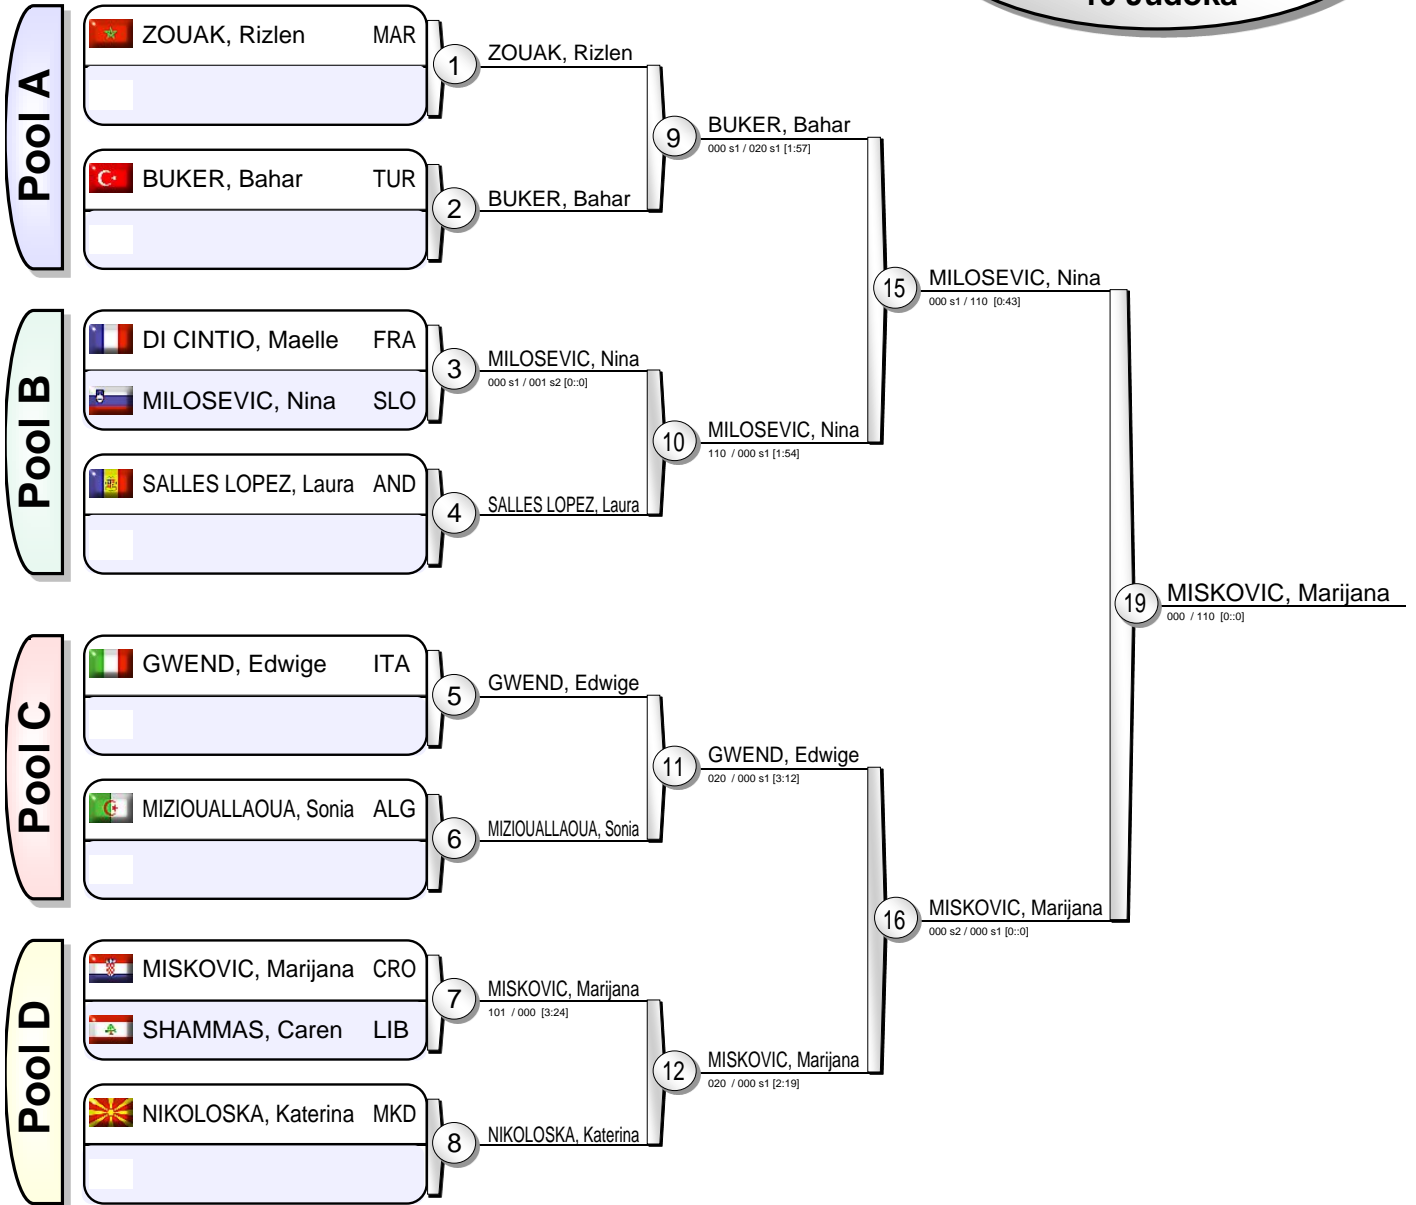 10 Judoka
Pool A
ZOUAK, Rizlen MAR
BUKER, Bahar TUR
1
ZOUAK, Rizlen
2
BUKER, Bahar
9
BUKER, Bahar
000 s1 / 020 s1 [1:57]
Pool B
DI CINTIO, Maelle FRA
MILOSEVIC, Nina SLO
SALLES LOPEZ, Laura AND
3
MILOSEVIC, Nina
000 s1 / 001 s2 [0::0]
4
SALLES LOPEZ, Laura
10
MILOSEVIC, Nina
110 / 000 s1 [1:54]
15
MILOSEVIC, Nina
000 s1 / 110 [0:43]
Pool C
GWEND, Edwige ITA
MIZIOUALLAOUA, Sonia ALG
5
GWEND, Edwige
6
MIZIOUALLAOUA, Sonia
11
GWEND, Edwige
020 / 000 s1 [3:12]
Pool D
MISKOVIC, Marijana CRO
SHAMMAS, Caren LIB
NIKOLOSKA, Katerina MKD
7
MISKOVIC, Marijana
101 / 000 [3:24]
8
NIKOLOSKA, Katerina
12
MISKOVIC, Marijana
020 / 000 s1 [2:19]
16
MISKOVIC, Marijana
000 s2 / 000 s1 [0::0]
19
MISKOVIC, Marijana
000 / 110 [0::0]